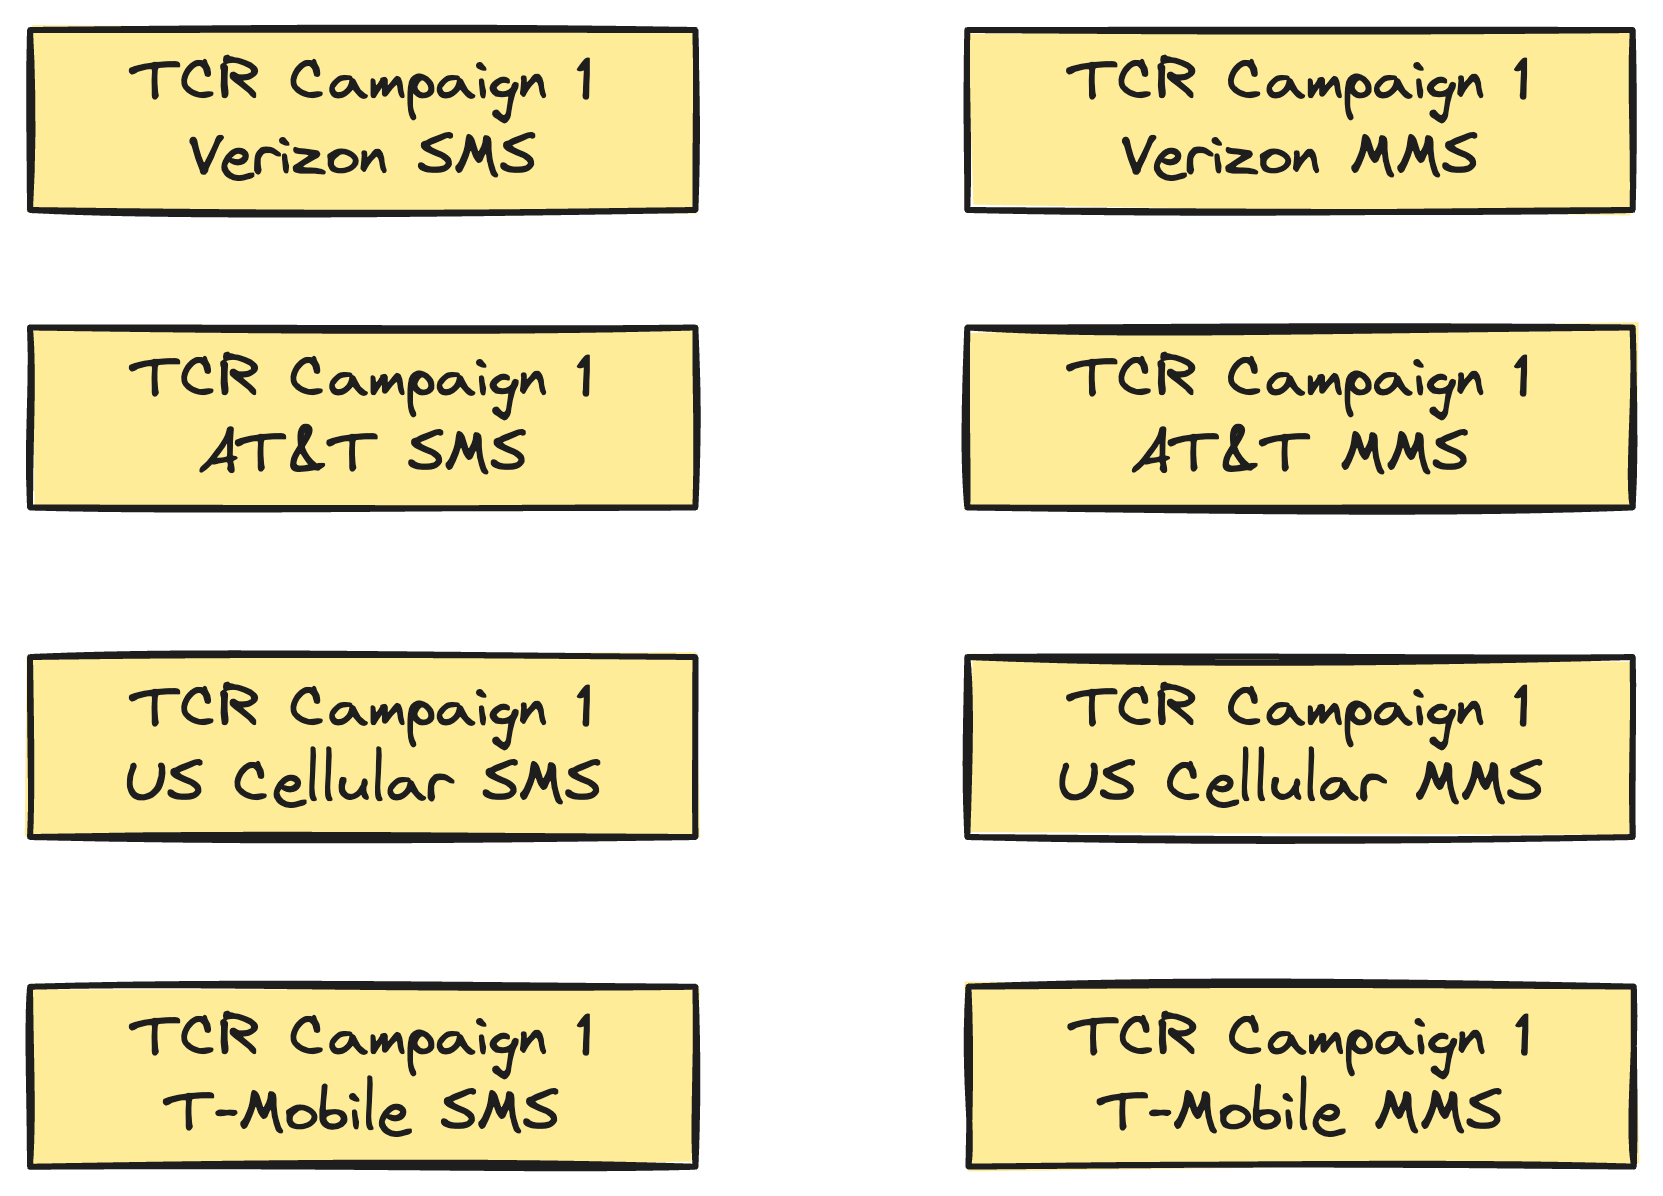 TCR Campaign 1
Verizon SMS
TCR Campaign 1
Verizon MMS
TCR Campaign 1
AT&T SMS
TCR Campaign 1
AT&T MMS
TCR Campaign 1
US Cellular SMS
TCR Campaign 1
US Cellular MMS
TCR Campaign 1
T-Mobile SMS
TCR Campaign 1
T-Mobile MMS